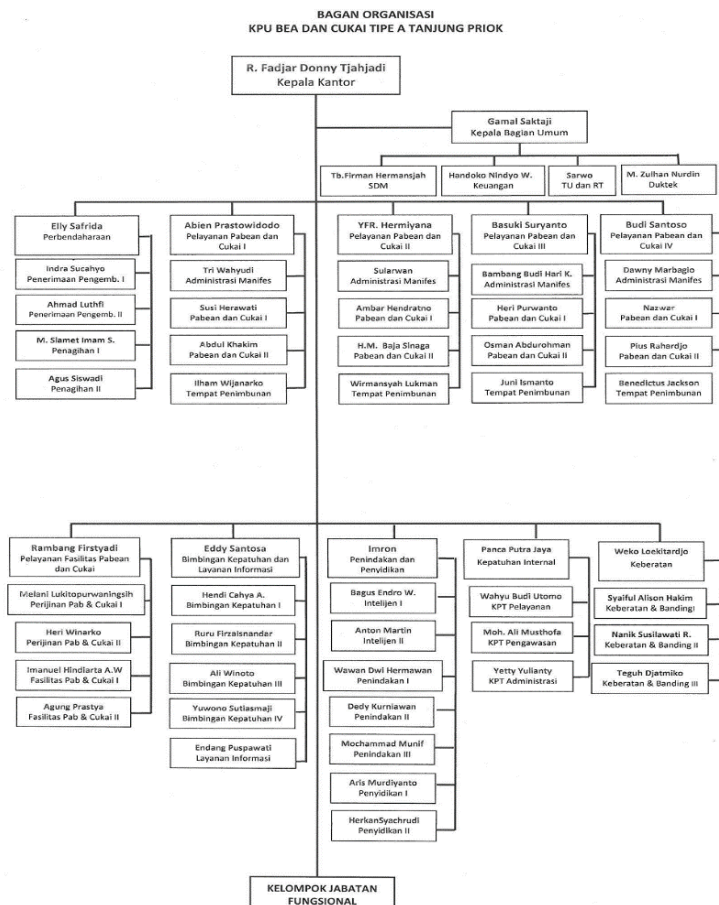 BAGAN ORGANISASI
KPU BEA DAN CUKAI TIPE A TANJUNG PRIOK
R. Fadjar Donny Tjahjadi
Kepala Kantor
Gamal Saktaji
Kepala Bagian Umum
Tb.Firman Hermansjah
SDM
Handoko Nindyo W.
Keuangan
Sarwo
TU dan RT
M. Zulhan Nurdin
Duktek
Elly Safrida
Perbendaharaan
Indra Sucahyo
Penerimaan Pengemb. I
Ahmad Luthfi
Penerimaan Pengemb. II
M. Slamet Imam S.
Penagihan I
Agus Siswadi
Penagihan II
Abien Prastowidodo
Pelayanan Pabean dan
Cukai I
Tri Wahyudi
Administrasi Manifes
Susi Herawati
Pabean dan Cukai I
Abdul Khakim
Pabean dan Cukai II
Ilham Wijanarko
Tempat Penimbunan
YFR. Hermiyana
Pelayanan Pabean dan
Cukai II
Sularwan
Administrasi Manifes
Ambar Hendratno
Pabean dan Cukai I
H.M. Baja Sinaga
Pabean dan Cukai II
Wirmansyah Lukman
Tempat Penimbunan
Basuki Suryanto
Pelayanan Pabean dan
Cukai III
Bambang Budi Hari K.
Administrasi Manifes
Heri Purwanto
Pabean dan Cukai I
Osman Abdurohman
Pabean dan Cukai II
Juni Ismanto
Tempat Penimbunan
Budi Santoso
Pelayanan Pabean dan
Cukai IV
Dawny Marbagio
Administrasi Manifes
Nazwar
Pabean dan Cukai I
Pius Rahardjo
Pabean dan Cukai II
Benedictus Jackson
Tempat Penimbunan
Rambang Firstyadi
Pelayanan Fasilitas Pabean
dan Cukai
Melani Lukitopurwaningsih
Perijinan Pab & Cukai I
Heri Winarko
Perijinan Pab & Cukai II
Imanuel Hindiarta A.W
Fasilitas Pab & Cukai I
Agung Prastya
Fasilitas Pab & Cukai II
Eddy Santosa
Bimbingan Kepatuhan dan
Layanan Informasi
Hendi Cahya A.
Bimbingan Kepatuhan I
Ruru Firzaisnandar
Bimbingan Kepatuhan II
Ali Winoto
Bimbingan Kepatuhan III
Yuwono Sutiasmaji
Bimbingan Kepatuhan IV
Endang Puspawati
Layanan Informasi
Imron
Penindakan dan
Penyidikan
Bagus Endro W.
Intelijen I
Anton Martin
Intelijen II
Wawan Dwi Hermawan
Penindakan I
Dedy Kurniawan
Penindakan II
Mochammad Munif
Penindakan III
Aris Murdiyanto
Penyidikan I
HerkanSyachrudi
Penyidikan II
Panca Putra Jaya
Kepatuhan Internal
Wahyu Budi Utomo
KPT Pelayanan
Moh. Ali Musthofa
KPT Pengawasan
Yetty Yulianty
KPT Administrasi
Weko Loekitardjo
Keberatan
Syaiful Alison Hakim
Keberatan & BandingI
Nanik Susilawati R.
Keberatan & Banding II
Teguh Djatmiko
Keberatan & Banding III
KELOMPOK JABATAN
FUNGSIONAL